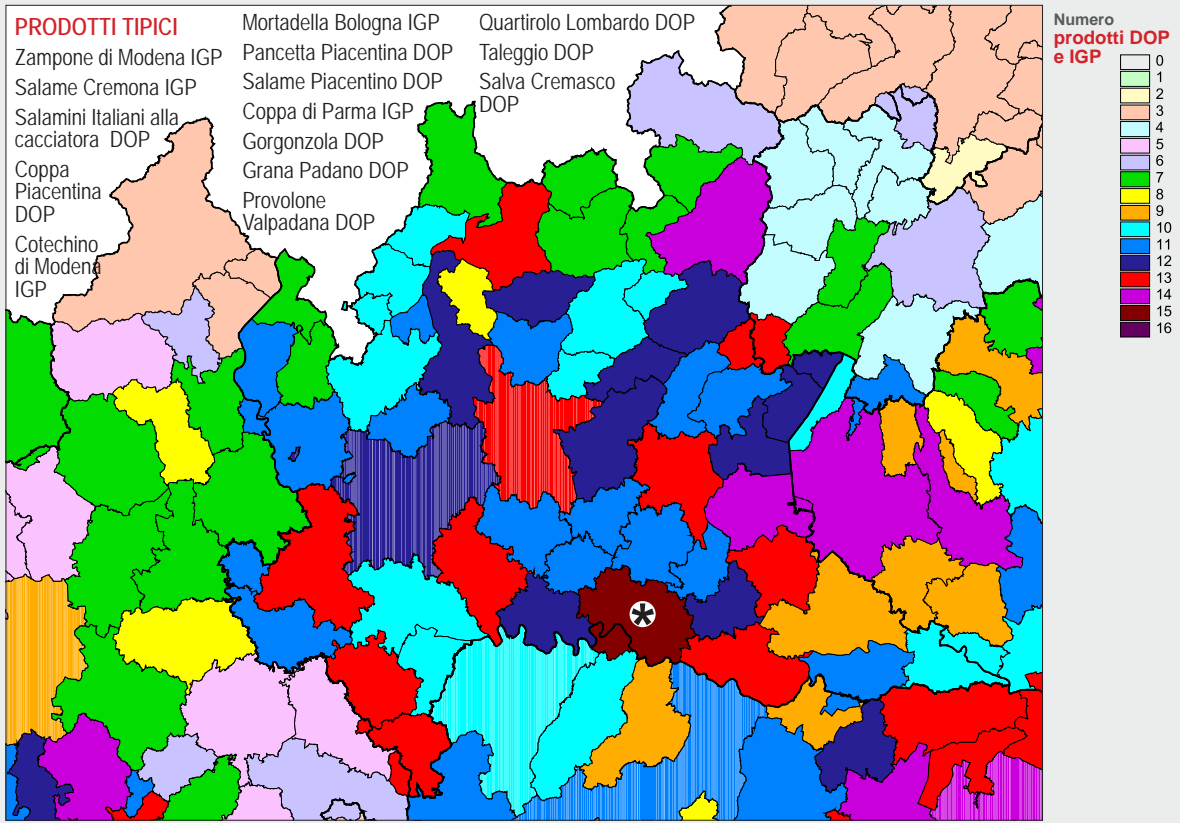 PRODOTTI TIPICI
Zampone di Modena IGP
Salame Cremona IGP
Salamini Italiani alla
cacciatora DOP
Coppa
Piacentina
DOP
Cotechino
di Modena
IGP
Mortadella Bologna IGP
Pancetta Piacentina DOP
Salame Piacentino DOP
Coppa di Parma IGP
Gorgonzola DOP
Grana Padano DOP
Provolone
Valpadana DOP
Quartirolo Lombardo DOP
Taleggio DOP
Salva Cremasco
DOP
Numero
prodotti DOP
e IGP
0
1
2
3
4
5
6
7
8
9
10
11
12
13
14
15
16
*